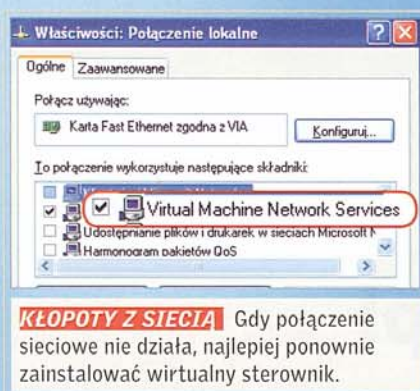 Właściwości: Połączenie lokalne
Ogólne Zaawansowane
Połącz używając:
Karta Fast Ethernet zgodna z VIA
Konfiguruj...
To połączenie wykorzystuje następujące składniki:
Virtual Machine Network Services
Udostępnianie plików i drukarek w sieciach Microsoft N
Harmonogram pakietów QoS
KŁOPOTY Z SIECIĄ Gdy połączenie
sieciowe nie działa, najlepiej ponownie
zainstalować wirtualny sterownik.